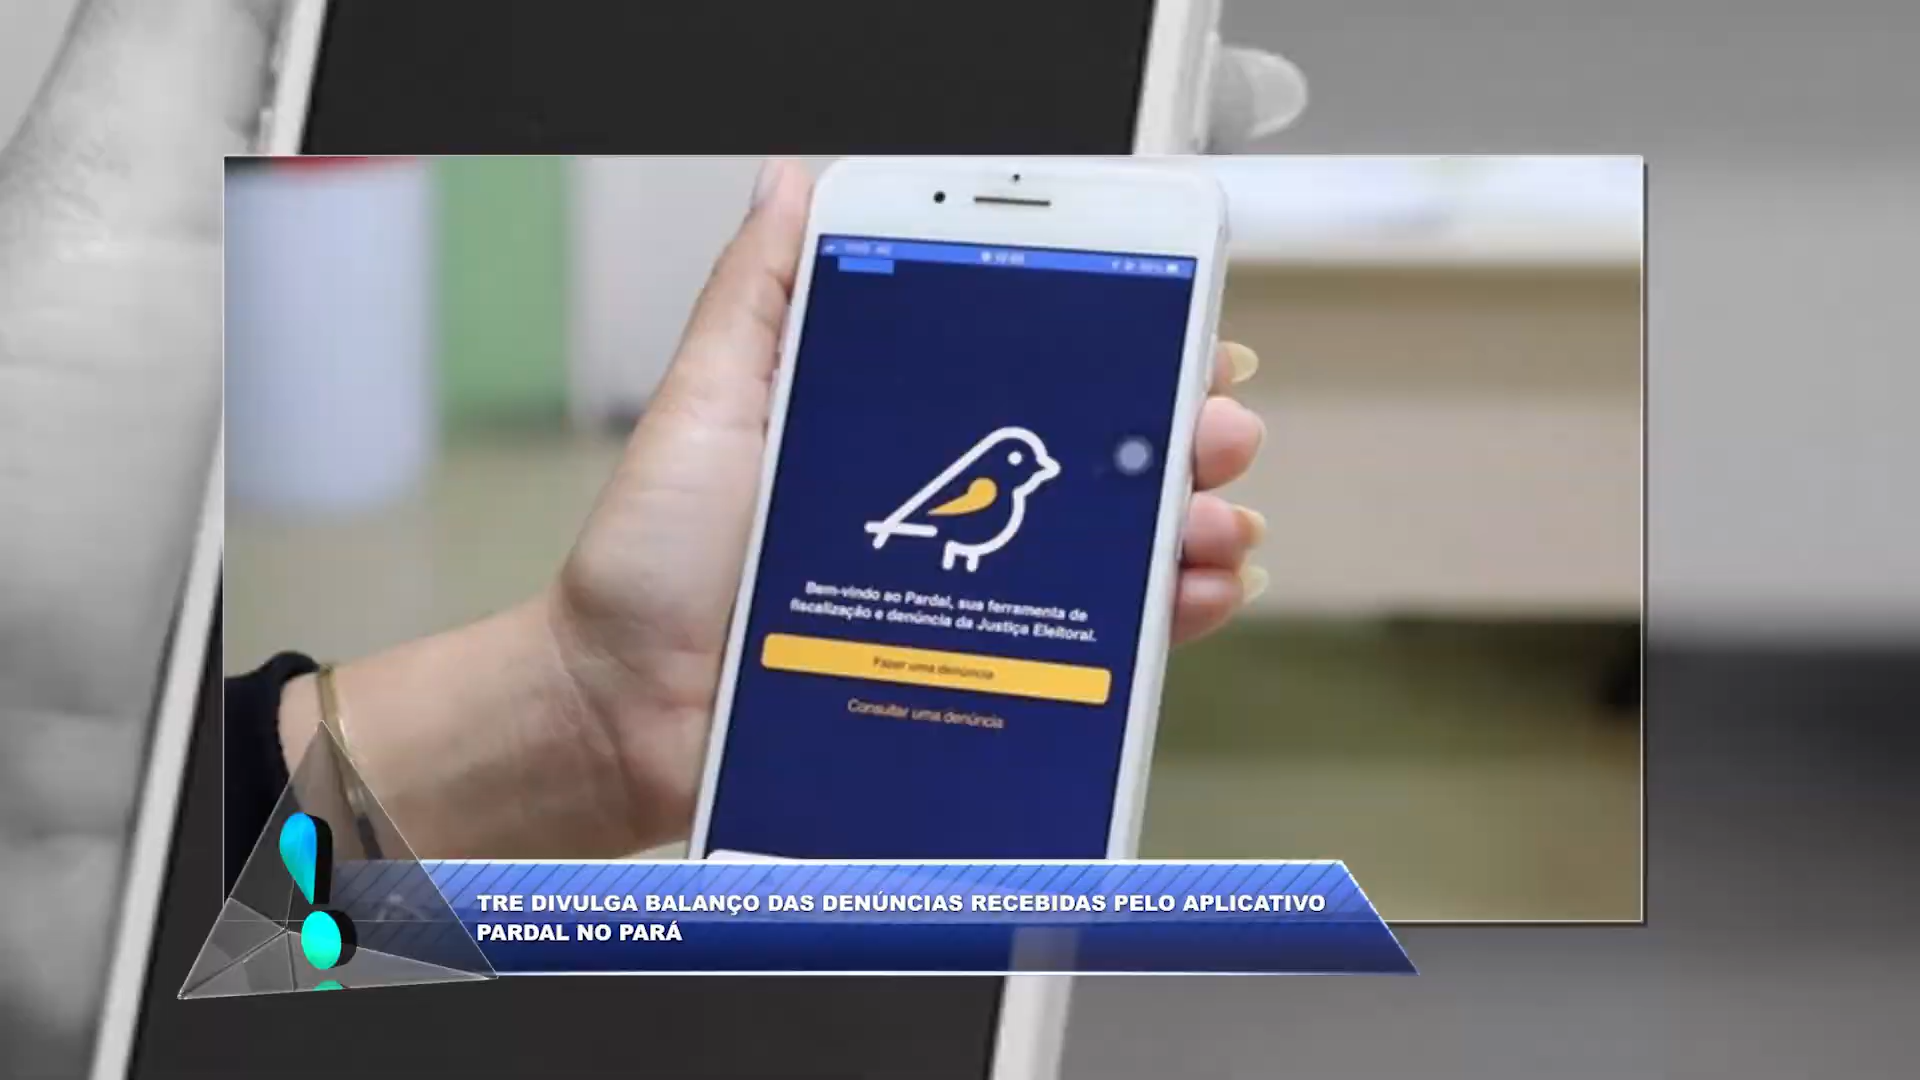 Bem-vindo ao Pardal, sua ferramenta de
fiscalização e denúncia da Justiça Eleitoral.
Fazer uma denúncia
Consultar uma denúncia
TRE DIVULGA BALANÇO DAS DENÚNCIAS RECEBIDAS PELO APLICATIVO
PARDAL NO PARÁ